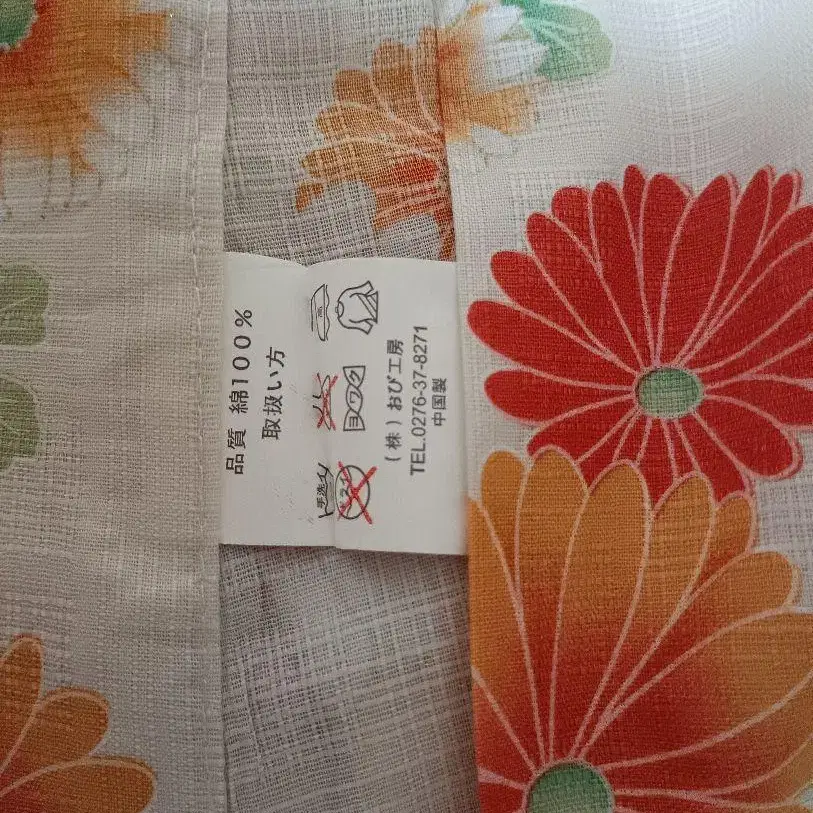 品質 綿100%
取扱い方
手洗イ
中
ヨワク
(株)おび工房
TEL.0276-37-8271
中国製